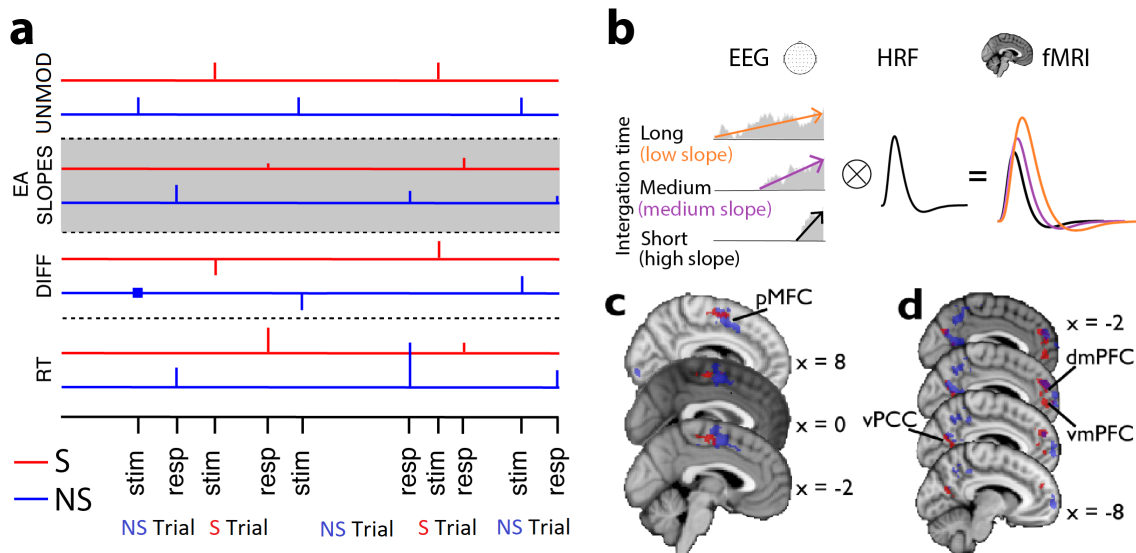 a
UNMOD
EA
SLOPES
DIFF
RT
stim
resp
stim
resp
stim
resp
stim
resp
stim
resp
S
NS
NS Trial
S Trial
NS Trial
S Trial
NS Trial
b
EEG
HRF
fMRI
Intergation time
Long
(low slope)
Medium
(medium slope)
Short
(high slope)
=
c
pMFC
x = 8
x = 0
x = -2
d
x = -2
dmPFC
vPCC
vmPFC
x = -8